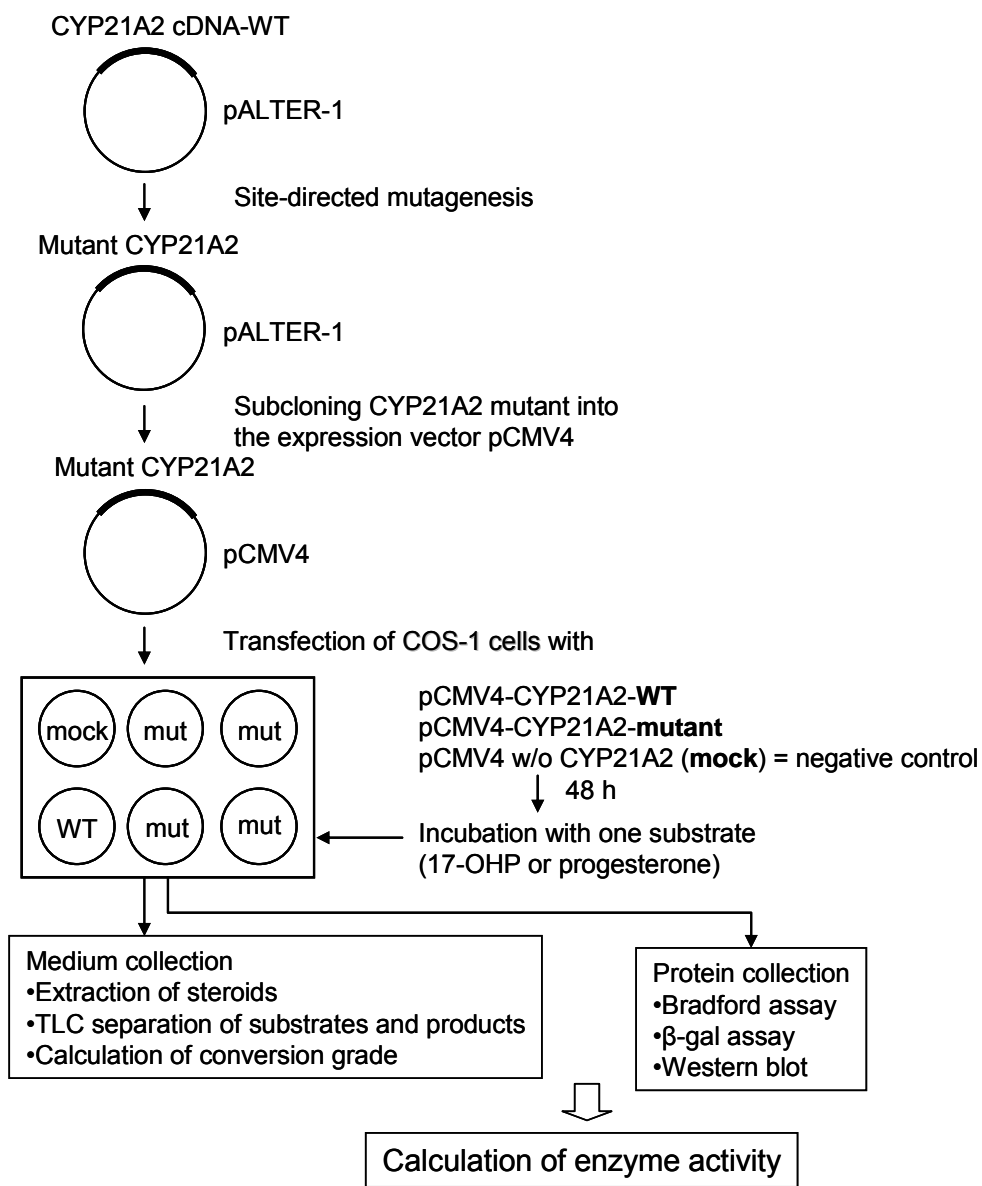 CYP21A2 cDNA-WT
pALTER-1
Site-directed mutagenesis
Mutant CYP21A2
pALTER-1
Subcloning CYP21A2 mutant into
the expression vector pCMV4
Mutant CYP21A2
pCMV4
Transfection of COS-1 cells with
pCMV4-CYP21A2-WT
pCMV4-CYP21A2-mutant
pCMV4 w/o CYP21A2 (mock) = negative control
48 h
Incubation with one substrate
(17-OHP or progesterone)
mock mut mut
WT mut mut
Medium collection
•Extraction of steroids
•TLC separation of substrates and products
•Calculation of conversion grade
Protein collection
•Bradford assay
•β-gal assay
•Western blot
Calculation of enzyme activity